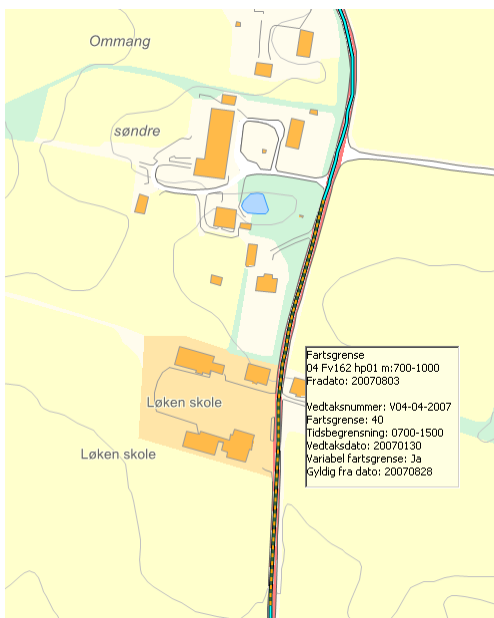 Ommang
søndre
Fartsgrense
04 Fv162 hp01 m:700-1000
Fradato: 20070803
Vedtaksnummer: V04-04-2007
Fartsgrense: 40
Tidsbegrensning: 0700-1500
Vedtaksdato: 20070130
Variabel fartsgrense: Ja
Gyldig fra dato: 20070828
Løken skole
Løken skole